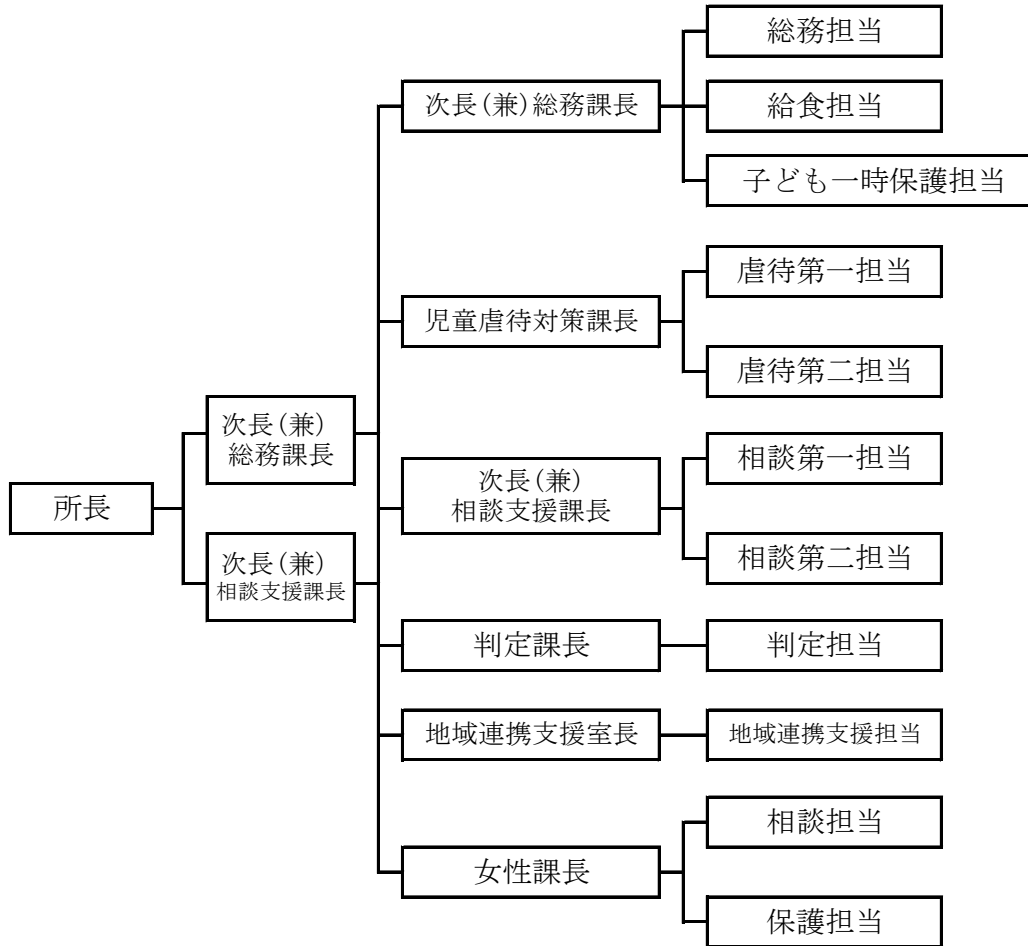 所長
次長(兼)
総務課長
次長(兼)
相談支援課長
次長(兼)総務課長
総務担当
給食担当
子ども一時保護担当
児童虐待対策課長
虐待第一担当
虐待第二担当
次長(兼)
相談支援課長
相談第一担当
相談第二担当
判定課長
判定担当
地域連携支援室長
地域連携支援担当
女性課長
相談担当
保護担当